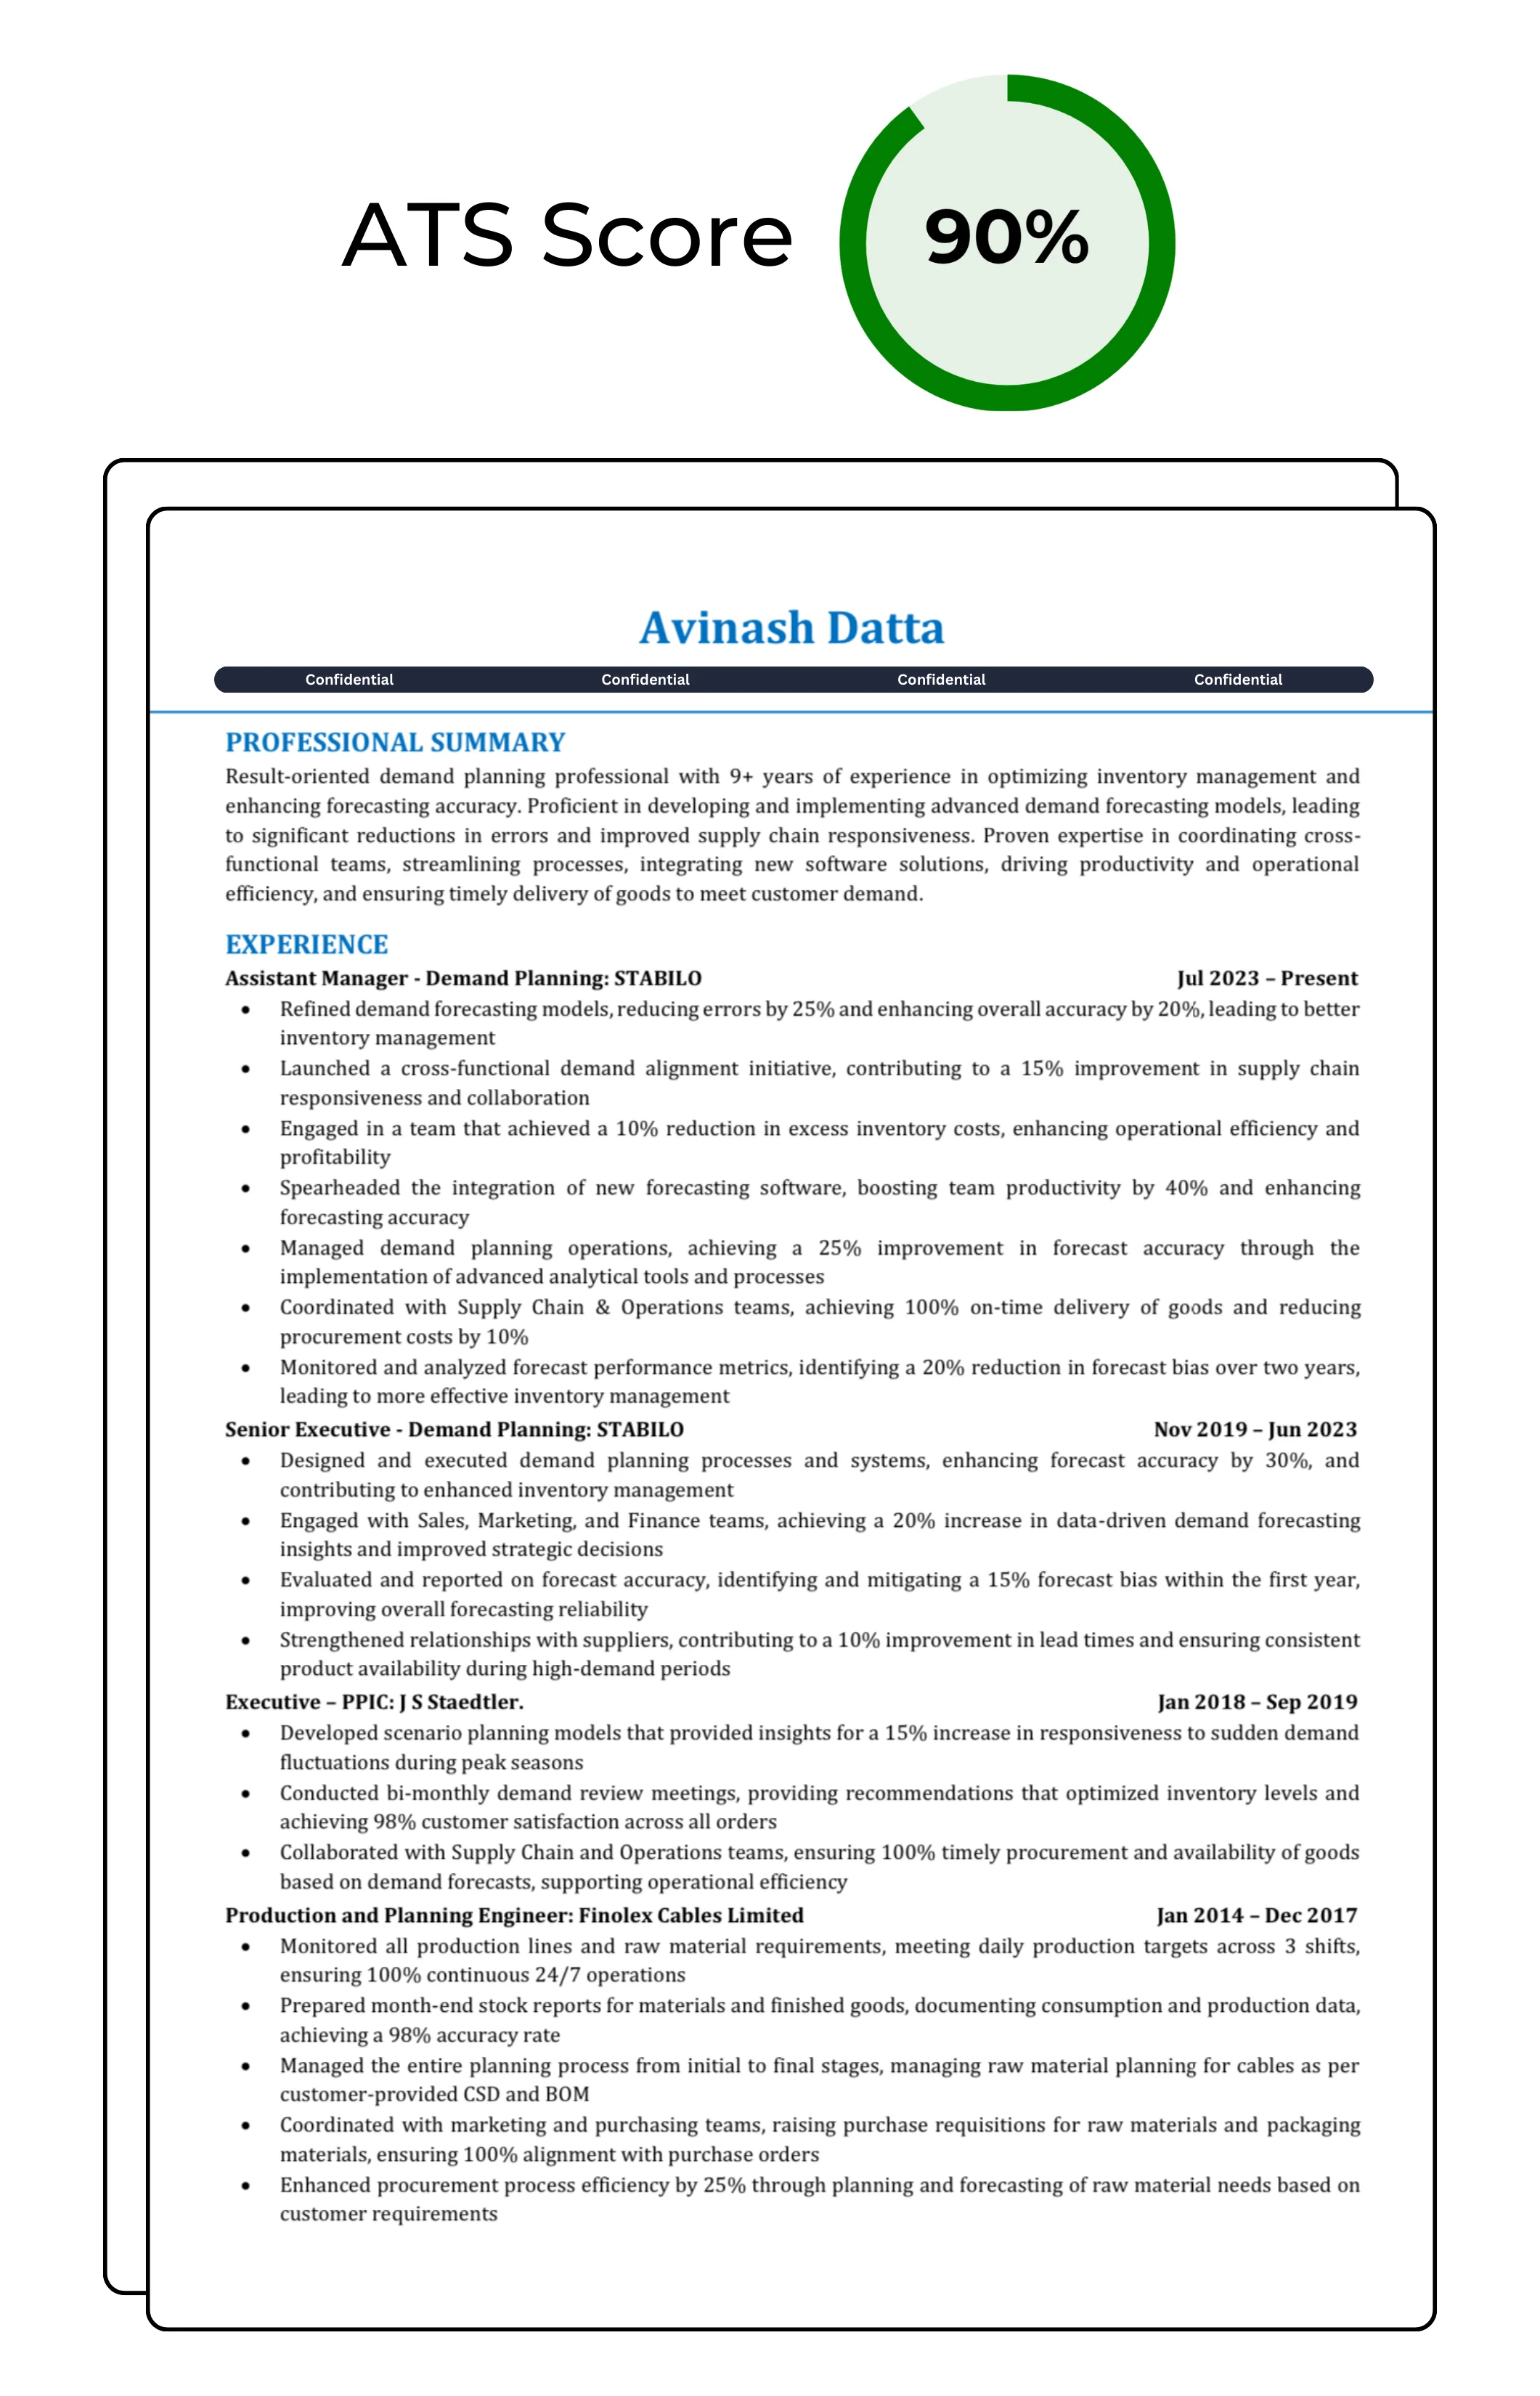 ATS Score
90%
Avinash Datta
Confidential Confidential Confidential Confidential
PROFESSIONAL SUMMARY
Result-oriented demand planning professional with 9+ years of experience in optimizing inventory management and
enhancing forecasting accuracy. Proficient in developing and implementing advanced demand forecasting models, leading
to significant reductions in errors and improved supply chain responsiveness. Proven expertise in coordinating cross-
functional teams, streamlining processes, integrating new software solutions, driving productivity and operational
efficiency, and ensuring timely delivery of goods to meet customer demand.
EXPERIENCE
Assistant Manager - Demand Planning: STABILO Jul 2023 – Present
• Refined demand forecasting models, reducing errors by 25% and enhancing overall accuracy by 20%, leading to better
inventory management
• Launched a cross-functional demand alignment initiative, contributing to a 15% improvement in supply chain
responsiveness and collaboration
• Engaged in a team that achieved a 10% reduction in excess inventory costs, enhancing operational efficiency and
profitability
• Spearheaded the integration of new forecasting software, boosting team productivity by 40% and enhancing
forecasting accuracy
• Managed demand planning operations, achieving a 25% improvement in forecast accuracy through the
implementation of advanced analytical tools and processes
• Coordinated with Supply Chain & Operations teams, achieving 100% on-time delivery of goods and reducing
procurement costs by 10%
• Monitored and analyzed forecast performance metrics, identifying a 20% reduction in forecast bias over two years,
leading to more effective inventory management
Senior Executive - Demand Planning: STABILO Nov 2019 – Jun 2023
• Designed and executed demand planning processes and systems, enhancing forecast accuracy by 30%, and
contributing to enhanced inventory management
• Engaged with Sales, Marketing, and Finance teams, achieving a 20% increase in data-driven demand forecasting
insights and improved strategic decisions
• Evaluated and reported on forecast accuracy, identifying and mitigating a 15% forecast bias within the first year,
improving overall forecasting reliability
• Strengthened relationships with suppliers, contributing to a 10% improvement in lead times and ensuring consistent
product availability during high-demand periods
Executive – PPIC: J S Staedtler. Jan 2018 – Sep 2019
• Developed scenario planning models that provided insights for a 15% increase in responsiveness to sudden demand
fluctuations during peak seasons
• Conducted bi-monthly demand review meetings, providing recommendations that optimized inventory levels and
achieving 98% customer satisfaction across all orders
• Collaborated with Supply Chain and Operations teams, ensuring 100% timely procurement and availability of goods
based on demand forecasts, supporting operational efficiency
Production and Planning Engineer: Finolex Cables Limited Jan 2014 – Dec 2017
• Monitored all production lines and raw material requirements, meeting daily production targets across 3 shifts,
ensuring 100% continuous 24/7 operations
• Prepared month-end stock reports for materials and finished goods, documenting consumption and production data,
achieving a 98% accuracy rate
• Managed the entire planning process from initial to final stages, managing raw material planning for cables as per
customer-provided CSD and BOM
• Coordinated with marketing and purchasing teams, raising purchase requisitions for raw materials and packaging
materials, ensuring 100% alignment with purchase orders
• Enhanced procurement process efficiency by 25% through planning and forecasting of raw material needs based on
customer requirements